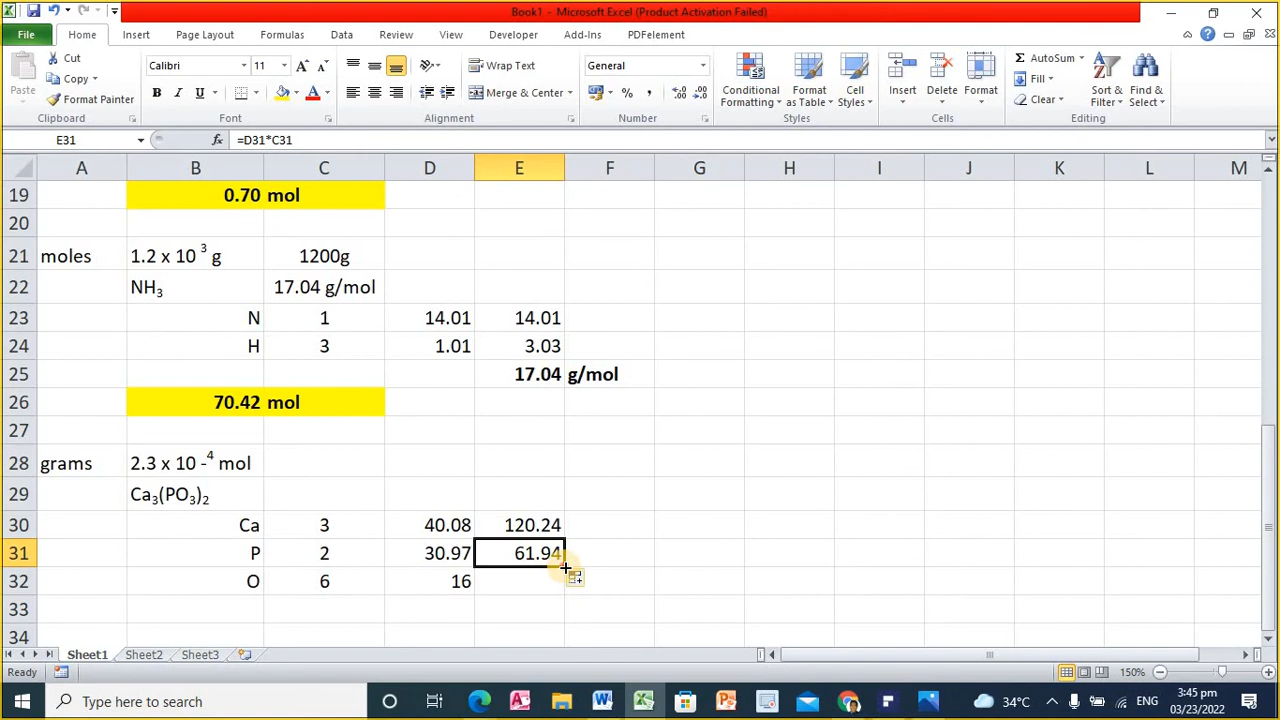 Book1 - Microsoft Excel (Product Activation Failed)
File Home Insert Page Layout Formulas Data Review View Developer Add-Ins PDFelement
Paste
Cut
Copy
Format Painter
Clipboard
Calibri 11
B I U
Font
Wrap Text
Merge & Center
Alignment
General
% ,
Number
Conditional Formatting
Format as Table
Cell Styles
Styles
Insert Delete Format
Cells
AutoSum
Fill
Clear
Sort & Filter
Find & Select
Editing
E31 fx =D31*C31
A B C D E F G H I J K L M
19 0.70 mol
20
21 moles 1.2 x 10 ³ g 1200g
22 NH₃ 17.04 g/mol
23 N 1 14.01 14.01
24 H 3 1.01 3.03
25 17.04 g/mol
26 70.42 mol
27
28 grams 2.3 x 10 -⁴ mol
29 Ca₃(PO₃)₂
30 Ca 3 40.08 120.24
31 P 2 30.97 61.94
32 O 6 16
33
34
Sheet1 Sheet2 Sheet3
Ready 150%
Type here to search 34°C ENG 3:45 pm
03/23/2022